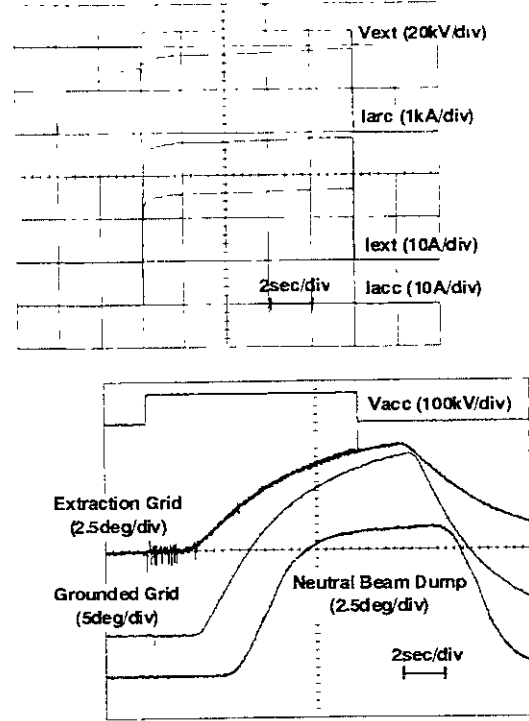 Vext (20kV/div)
Iarc (1kA/div)
Iext (10A/div)
2sec/div
Iacc (10A/div)
Vacc (100kV/div)
Extraction Grid
(2.5deg/div)
Grounded Grid
(5deg/div)
Neutral Beam Dump
(2.5deg/div)
2sec/div